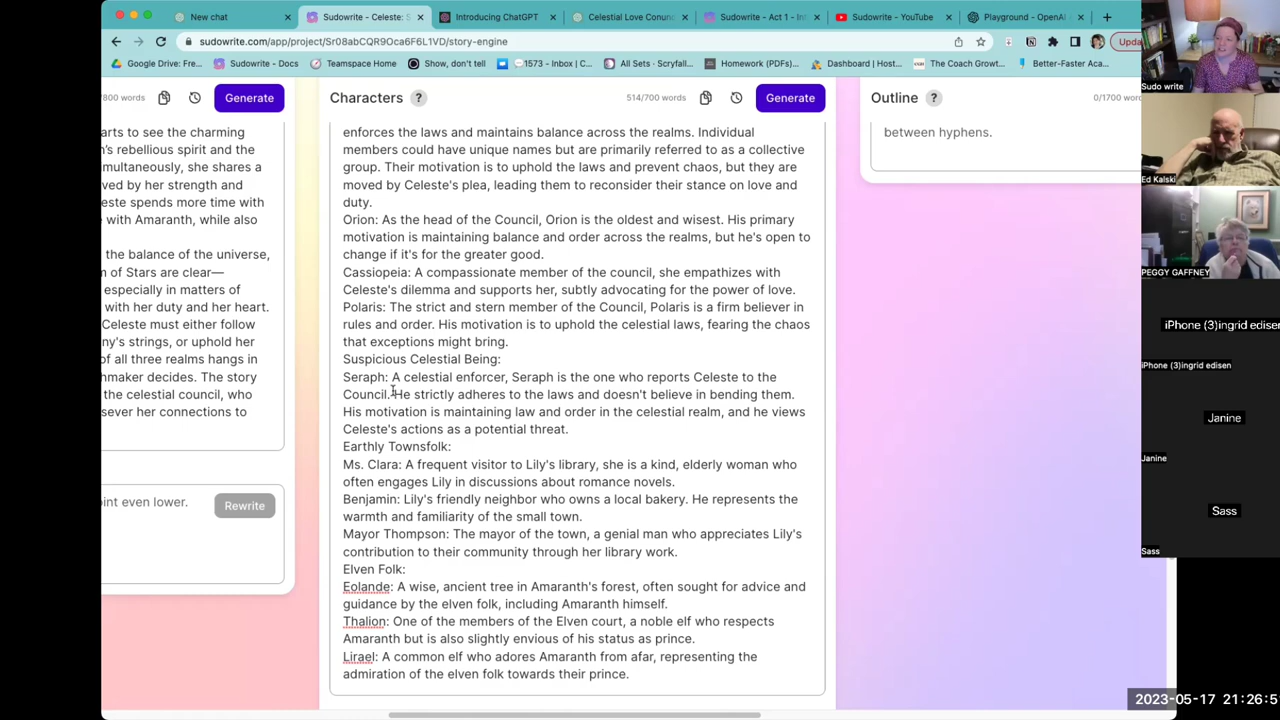 New chat
Sudowrite - Celeste: S
Introducing ChatGPT
Celestial Love Conun
Sudowrite - Act 1 - Int
Sudowrite - YouTube
Playground - OpenAI
sudowrite.com/app/project/Sr08abCQR9Oca6F6L1VD/story-engine
Upda
Google Drive: Fre...
Sudowrite - Docs
Teamspace Home
Show, don't tell
1573 - Inbox | C...
All Sets · Scryfall...
Homework (PDFs)...
Dashboard | Host...
The Coach Growt...
Better-Faster Aca...
/800 words
Generate
Characters ?
514/700 words
Generate
Outline ?
0/1700 word
arts to see the charming
n's rebellious spirit and the
multaneously, she shares a
ved by her strength and
este spends more time with
with Amaranth, while also
the balance of the universe,
m of Stars are clear—
especially in matters of
with her duty and her heart.
Celeste must either follow
ny's strings, or uphold her
of all three realms hangs in
hmaker decides. The story
the celestial council, who
sever her connections to
oint even lower.
Rewrite
enforces the laws and maintains balance across the realms. Individual
members could have unique names but are primarily referred to as a collective
group. Their motivation is to uphold the laws and prevent chaos, but they are
moved by Celeste's plea, leading them to reconsider their stance on love and
duty.
Orion: As the head of the Council, Orion is the oldest and wisest. His primary
motivation is maintaining balance and order across the realms, but he's open to
change if it's for the greater good.
Cassiopeia: A compassionate member of the council, she empathizes with
Celeste's dilemma and supports her, subtly advocating for the power of love.
Polaris: The strict and stern member of the Council, Polaris is a firm believer in
rules and order. His motivation is to uphold the celestial laws, fearing the chaos
that exceptions might bring.
Suspicious Celestial Being:
Seraph: A celestial enforcer, Seraph is the one who reports Celeste to the
Council. He strictly adheres to the laws and doesn't believe in bending them.
His motivation is maintaining law and order in the celestial realm, and he views
Celeste's actions as a potential threat.
Earthly Townsfolk:
Ms. Clara: A frequent visitor to Lily's library, she is a kind, elderly woman who
often engages Lily in discussions about romance novels.
Benjamin: Lily's friendly neighbor who owns a local bakery. He represents the
warmth and familiarity of the small town.
Mayor Thompson: The mayor of the town, a genial man who appreciates Lily's
contribution to their community through her library work.
Elven Folk:
Eolande: A wise, ancient tree in Amaranth's forest, often sought for advice and
guidance by the elven folk, including Amaranth himself.
Thalion: One of the members of the Elven court, a noble elf who respects
Amaranth but is also slightly envious of his status as prince.
Lirael: A common elf who adores Amaranth from afar, representing the
admiration of the elven folk towards their prince.
between hyphens.
Sudo write
Ed Kalski
PEGGY GAFFNEY
iPhone (3)ingrid edisen
iPhone (3)ingrid edisen
Janine
Janine
Sass
Sass
2023-05-17 21:26:5